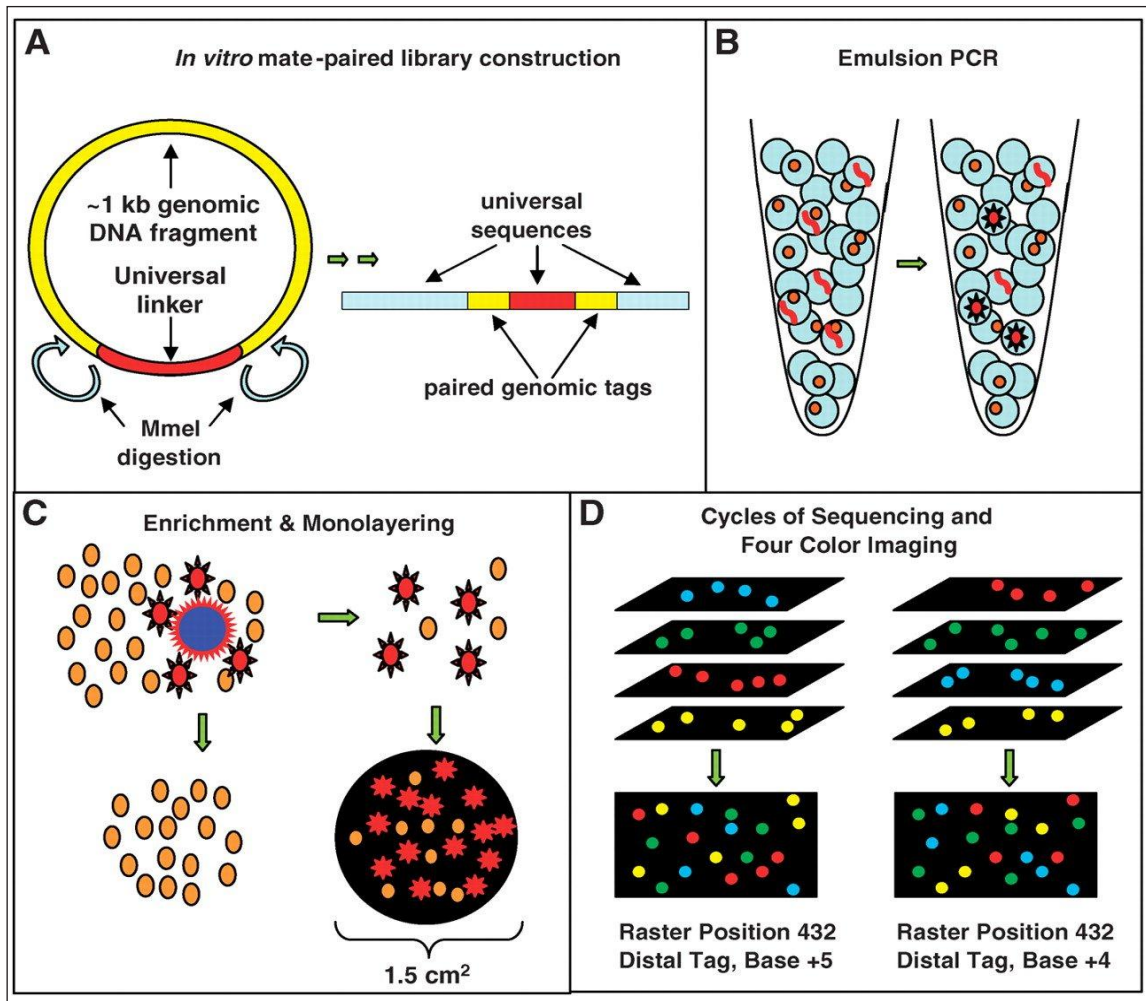 A
In vitro mate-paired library construction
~1 kb genomic
DNA fragment
Universal
linker
MmeI
digestion
universal
sequences
paired genomic tags
B
Emulsion PCR
C
Enrichment & Monolayering
1.5 cm²
D
Cycles of Sequencing and
Four Color Imaging
Raster Position 432
Distal Tag, Base +5
Raster Position 432
Distal Tag, Base +4